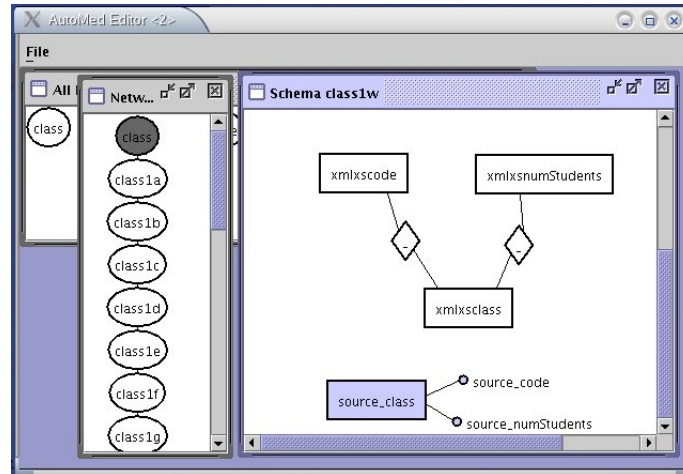 AutoMed Editor <2>
File
All
Netw...
Schema class1w
class
class
class1a
class1b
class1c
class1d
class1e
class1f
class1g
xmlxscode
xmlxsnumStudents
-
-
xmlxsclass
source_class
source_code
source_numStudents